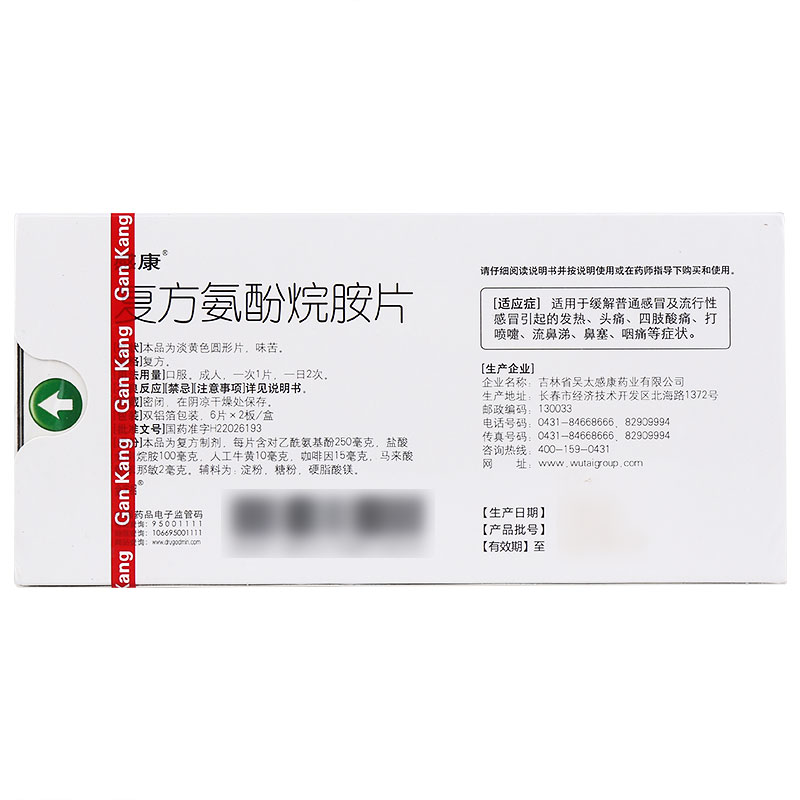 康®
复方氨酚烷胺片
]本品为淡黄色圆形片，味苦。
]复方。
用量]口服。成人，一次1片，一日2次。
反应][禁忌][注意事项]详见说明书。
]密闭，在阴凉干燥处保存。
]双铝箔包装，6片×2板/盒
文号]国药准字H22026193
]本品为复方制剂，每片含对乙酰氨基酚250毫克，盐酸
烷胺100毫克，人工牛黄10毫克，咖啡因15毫克，马来酸
那敏2毫克。辅料为：淀粉，糖粉，硬脂酸镁。
®
药品电子监管码
询：95001111
询：106695001111
询：www.drugadmin.com
Gan Kang
Gan Kang
Gan Kang
Gan Kang
Kang
请仔细阅读说明书并按说明使用或在药师指导下购买和使用。
[适应症] 适用于缓解普通感冒及流行性
感冒引起的发热、头痛、四肢酸痛、打
喷嚏、流鼻涕、鼻塞、咽痛等症状。
[生产企业]
企业名称：吉林省吴太感康药业有限公司
生产地址：长春市经济技术开发区北海路1372号
邮政编码：130033
电话号码：0431-84668666，82909994
传真号码：0431-84668666，82909994
咨询热线：400-159-0431
网 址：www.wutaigroup.com
【生产日期】
【产品批号】
【有效期】至